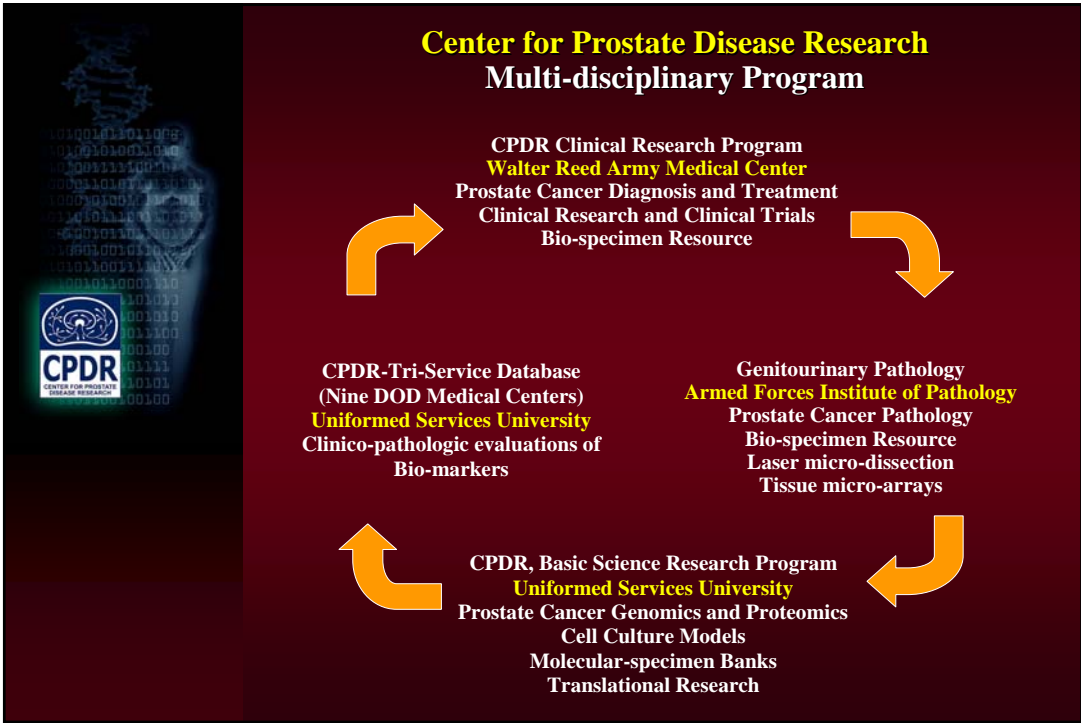 Center for Prostate Disease Research
Multi-disciplinary Program
CPDR Clinical Research Program
Walter Reed Army Medical Center
Prostate Cancer Diagnosis and Treatment
Clinical Research and Clinical Trials
Bio-specimen Resource
Genitourinary Pathology
Armed Forces Institute of Pathology
Prostate Cancer Pathology
Bio-specimen Resource
Laser micro-dissection
Tissue micro-arrays
CPDR, Basic Science Research Program
Uniformed Services University
Prostate Cancer Genomics and Proteomics
Cell Culture Models
Molecular-specimen Banks
Translational Research
CPDR-Tri-Service Database
(Nine DOD Medical Centers)
Uniformed Services University
Clinico-pathologic evaluations of
Bio-markers
CPDR
CENTER FOR PROSTATE
DISEASE RESEARCH